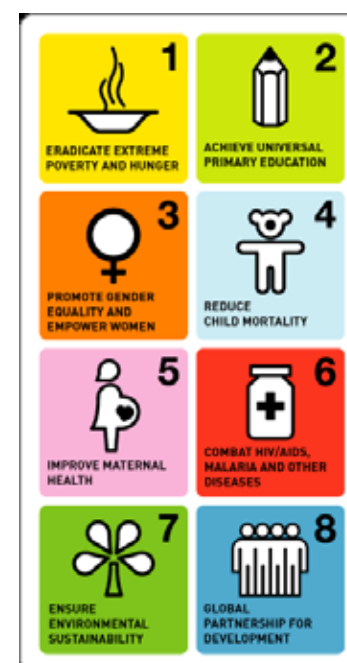 1
ERADICATE EXTREME
POVERTY AND HUNGER
2
ACHIEVE UNIVERSAL
PRIMARY EDUCATION
3
PROMOTE GENDER
EQUALITY AND
EMPOWER WOMEN
4
REDUCE
CHILD MORTALITY
5
IMPROVE MATERNAL
HEALTH
6
COMBAT HIV/AIDS,
MALARIA AND OTHER
DISEASES
7
ENSURE
ENVIRONMENTAL
SUSTAINABILITY
8
GLOBAL
PARTNERSHIP FOR
DEVELOPMENT